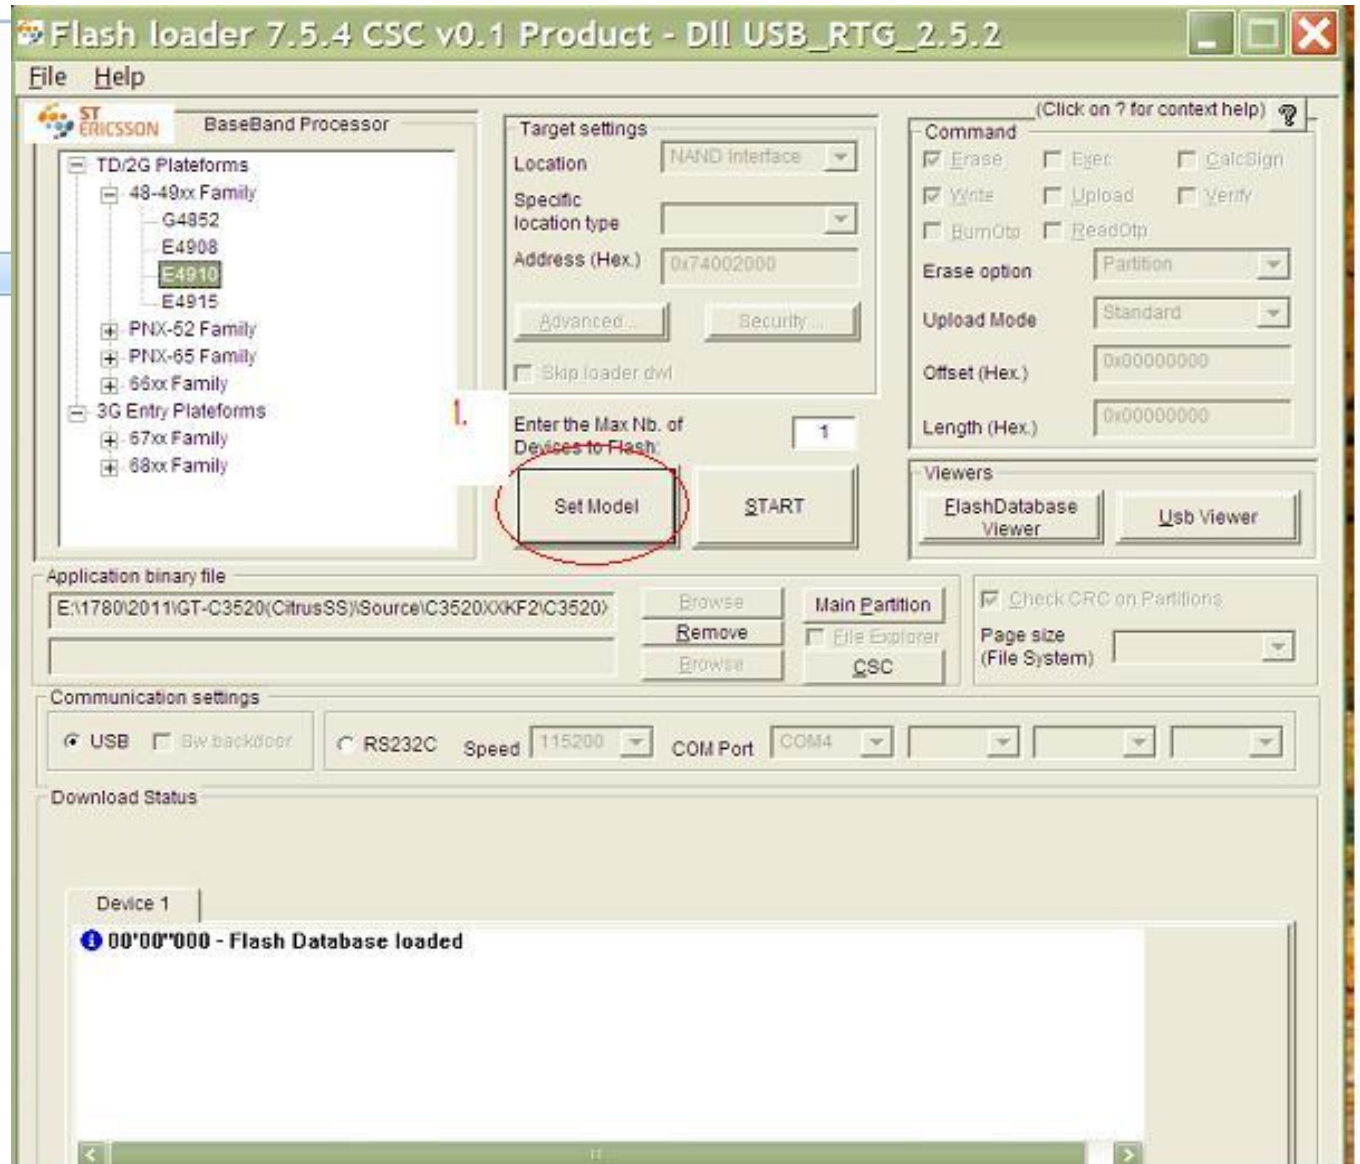 Flash loader 7.5.4 CSC v0.1 Product - Dll USB_RTG_2.5.2
File Help
ST
ERICSSON
BaseBand Processor
TD/2G Plateforms
48-49xx Family
G4852
E4908
E4910
E4915
PNX-52 Family
PNX-65 Family
66xx Family
3G Entry Plateforms
67xx Family
68xx Family
Target settings
Location NAND Interface
Specific
location type
Address (Hex.) 0x74002000
Advanced... Security...
Skip loader dwl
1.
Enter the Max Nb. of
Devices to Flash: 1
Set Model START
(Click on ? for context help) ?
Command
Erase Exec CalcSign
Write Upload Verify
BurnOtp ReadOtp
Erase option Partition
Upload Mode Standard
Offset (Hex.) 0x00000000
Length (Hex.) 0x00000000
Viewers
FlashDatabase
Viewer
Usb Viewer
Application binary file
E:\1780\2011\GT-C3520(CitrusSS)\Source\C3520XXKF2\C3520X
Browse Main Partition
Remove File Explorer
Browse CSC
Check CRC on Partitions
Page size
(File System)
Communication settings
USB Bw backdoor RS232C Speed 115200 COM Port COM4
Download Status
Device 1
00'00"000 - Flash Database loaded